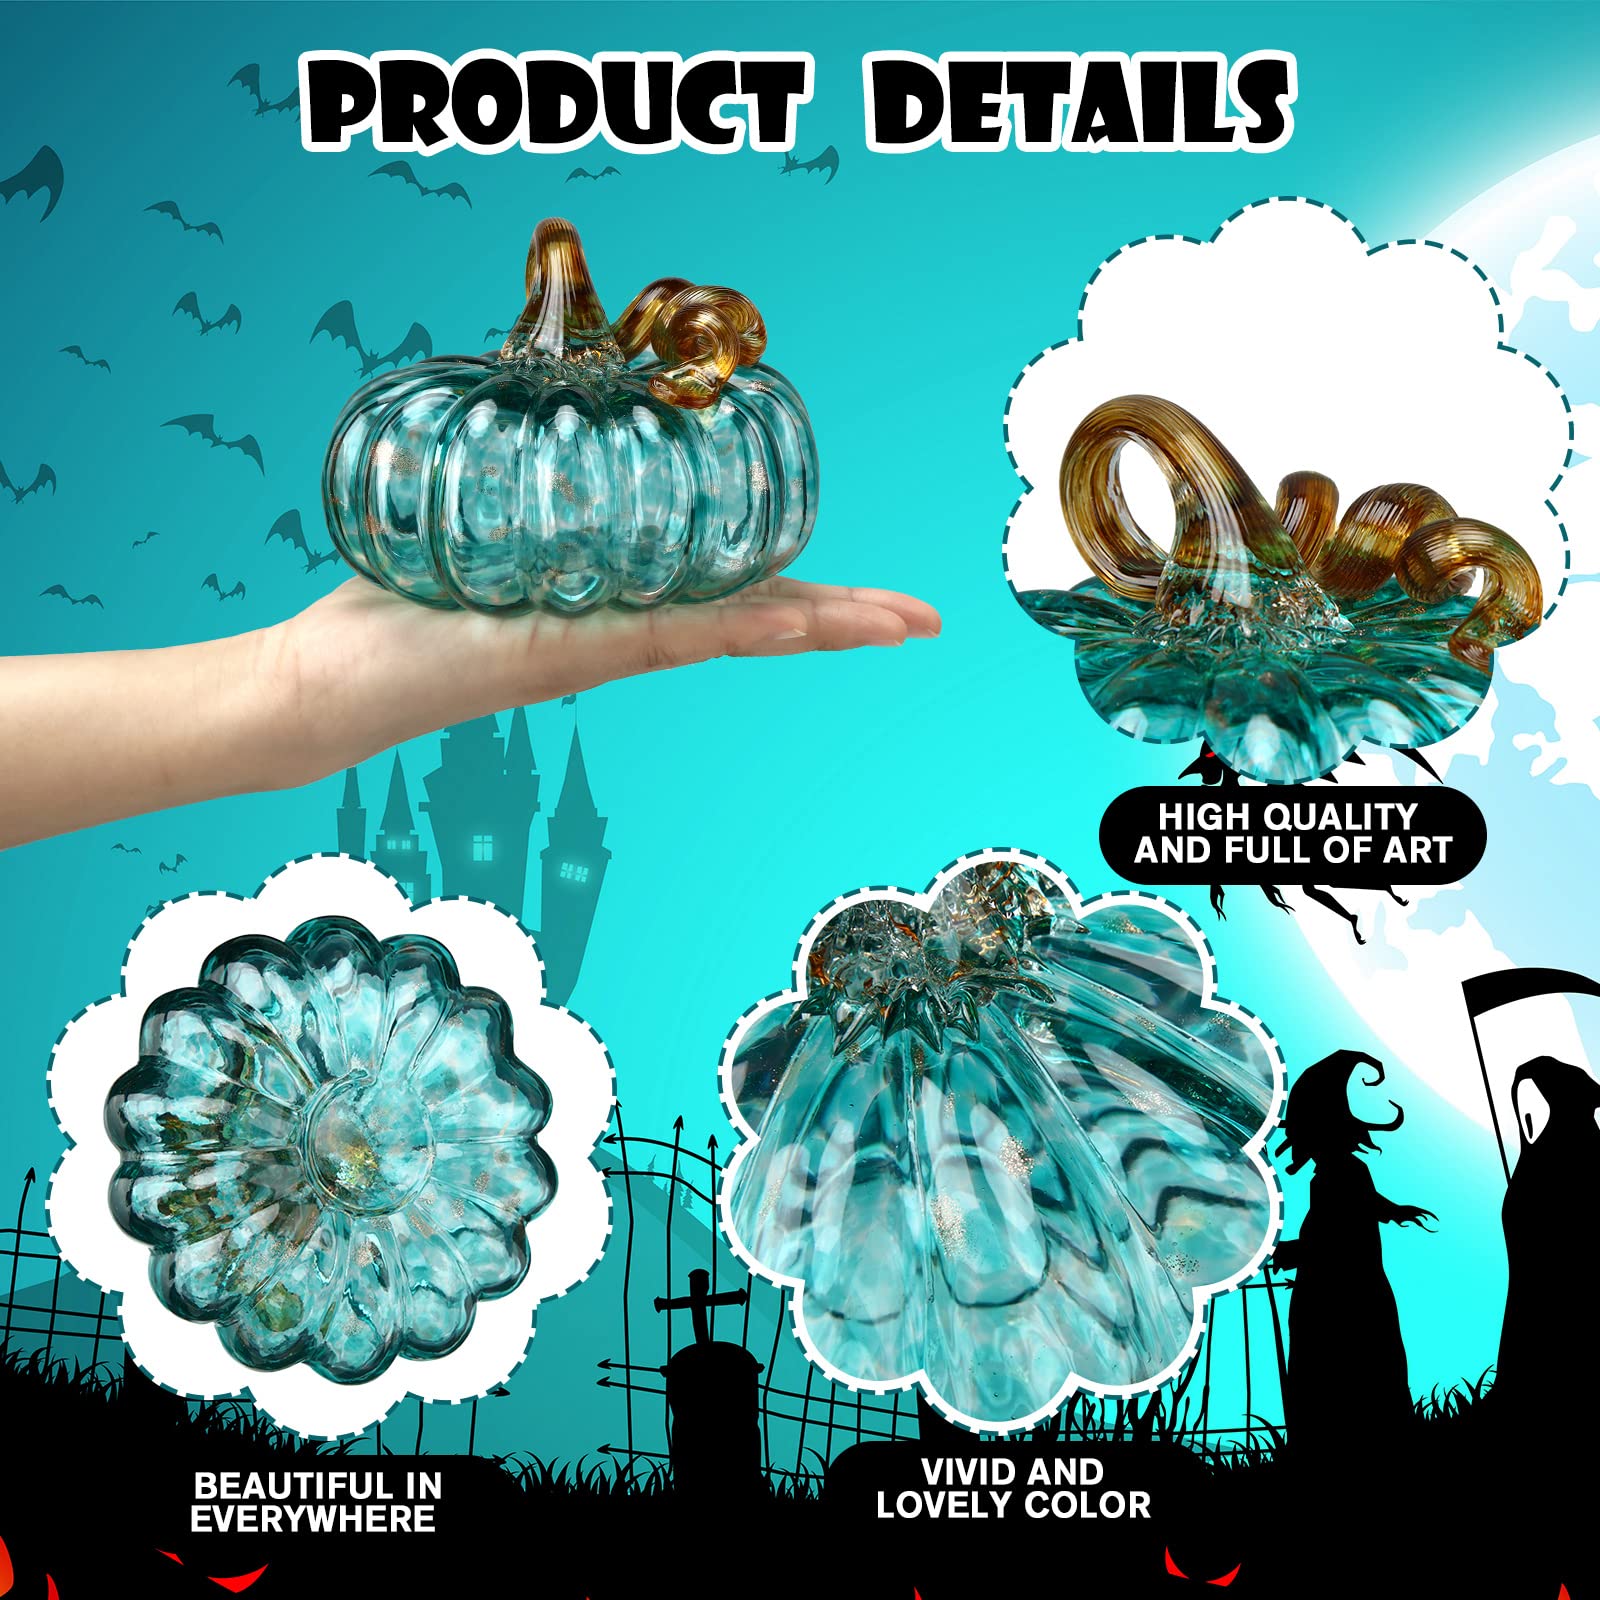 PRODUCT DETAILS
HIGH QUALITY
AND FULL OF ART
BEAUTIFUL IN
EVERYWHERE
VIVID AND
LOVELY COLOR